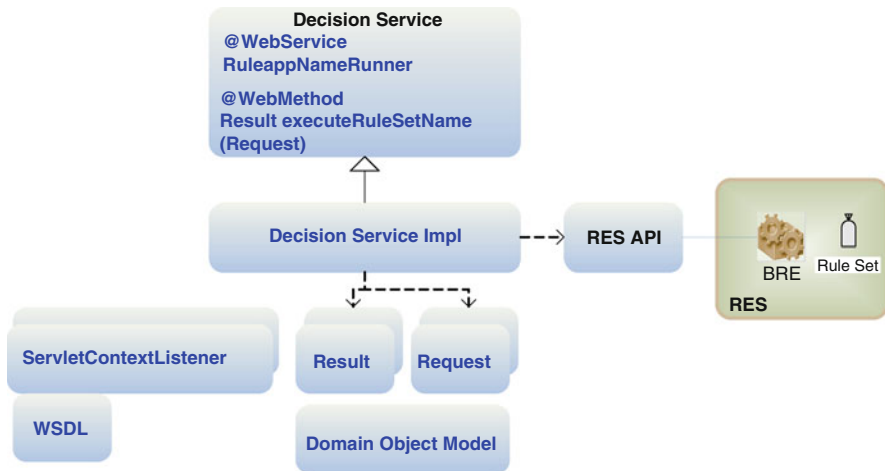 Decision Service
@WebService
RuleappNameRunner
@WebMethod
Result executeRuleSetName
(Request)
Decision Service Impl
RES API
BRE
Rule Set
RES
ServletContextListener
Result
Request
WSDL
Domain Object Model